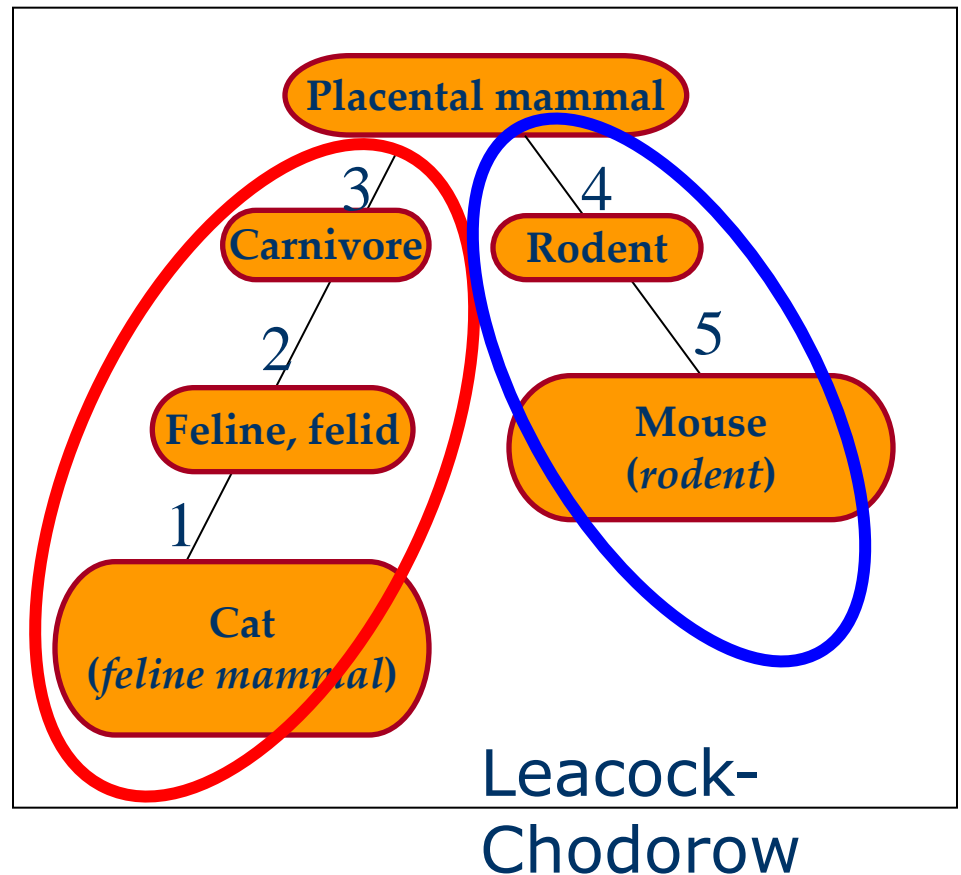 Placental mammal
3
4
Carnivore
Rodent
2
5
Feline, felid
Mouse
(rodent)
1
Cat
(feline mammal)
Leacock-
Chodorow